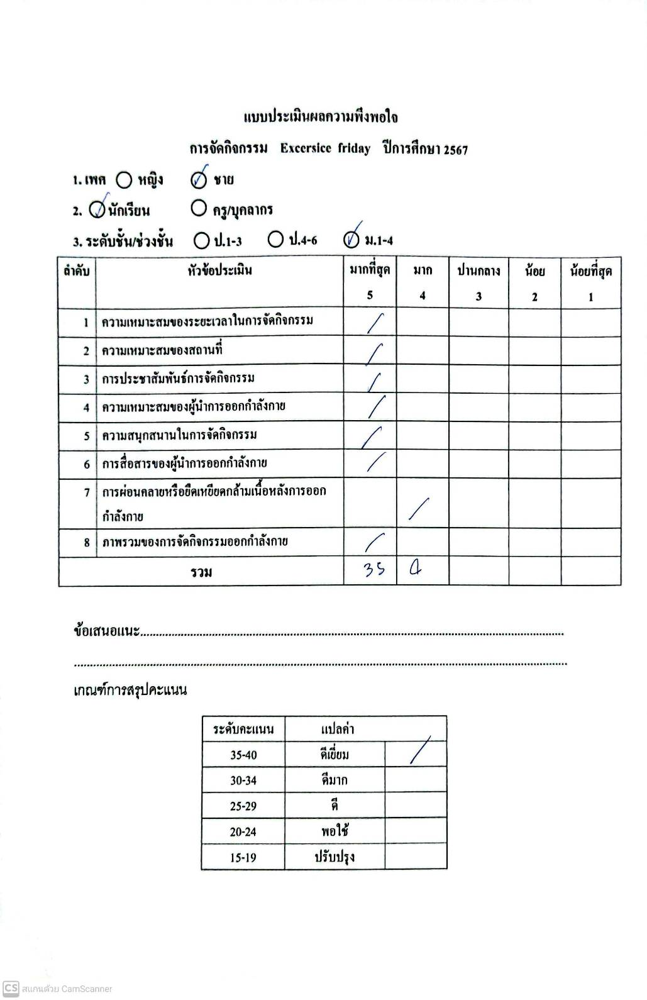 แบบประเมินผลความพึงพอใจ
การจัดกิจกรรม Excersice friday ปีการศึกษา 2567
1. เพศ หญิง ชาย
2. นักเรียน ครู/บุคลากร
3. ระดับชั้น/ช่วงชั้น ป.1-3 ป.4-6 ม.1-4
ลำดับ หัวข้อประเมิน มากที่สุด มาก ปานกลาง น้อย น้อยที่สุด
5 4 3 2 1
1 ความเหมาะสมของระยะเวลาในการจัดกิจกรรม /
2 ความเหมาะสมของสถานที่ /
3 การประชาสัมพันธ์การจัดกิจกรรม /
4 ความเหมาะสมของผู้นำการออกกำลังกาย /
5 ความสนุกสนานในการจัดกิจกรรม /
6 การสื่อสารของผู้นำการออกกำลังกาย /
7 การผ่อนคลายหรือยืดเหยียดกล้ามเนื้อหลังการออก
กำลังกาย /
8 ภาพรวมของการจัดกิจกรรมออกกำลังกาย /
รวม 35 4
ข้อเสนอแนะ
เกณฑ์การสรุปคะแนน
ระดับคะแนน แปลค่า
35-40 ดีเยี่ยม /
30-34 ดีมาก
25-29 ดี
20-24 พอใช้
15-19 ปรับปรุง
CS สแกนด้วย CamScanner